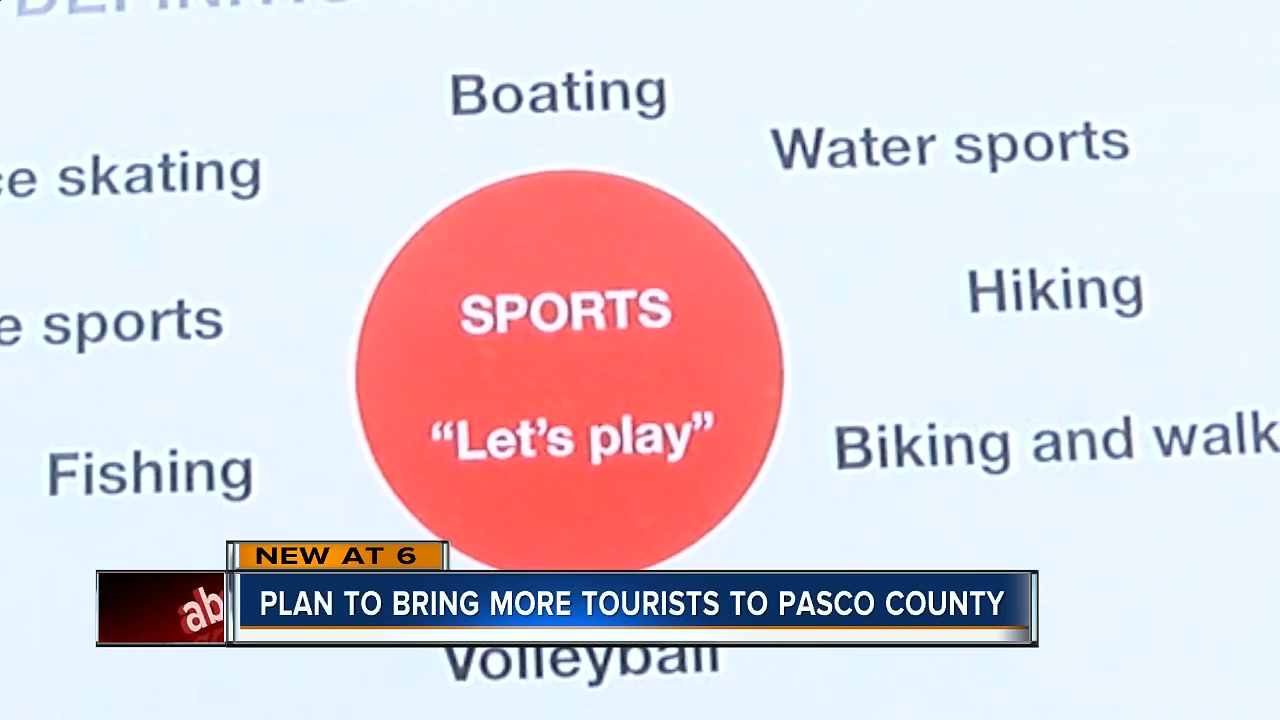 Boating
Water sports
ce skating
SPORTS
Hiking
e sports
"Let's play"
Biking and walk
Fishing
NEW AT 6
PLAN TO BRING MORE TOURISTS TO PASCO COUNTY
ab
Volleyball